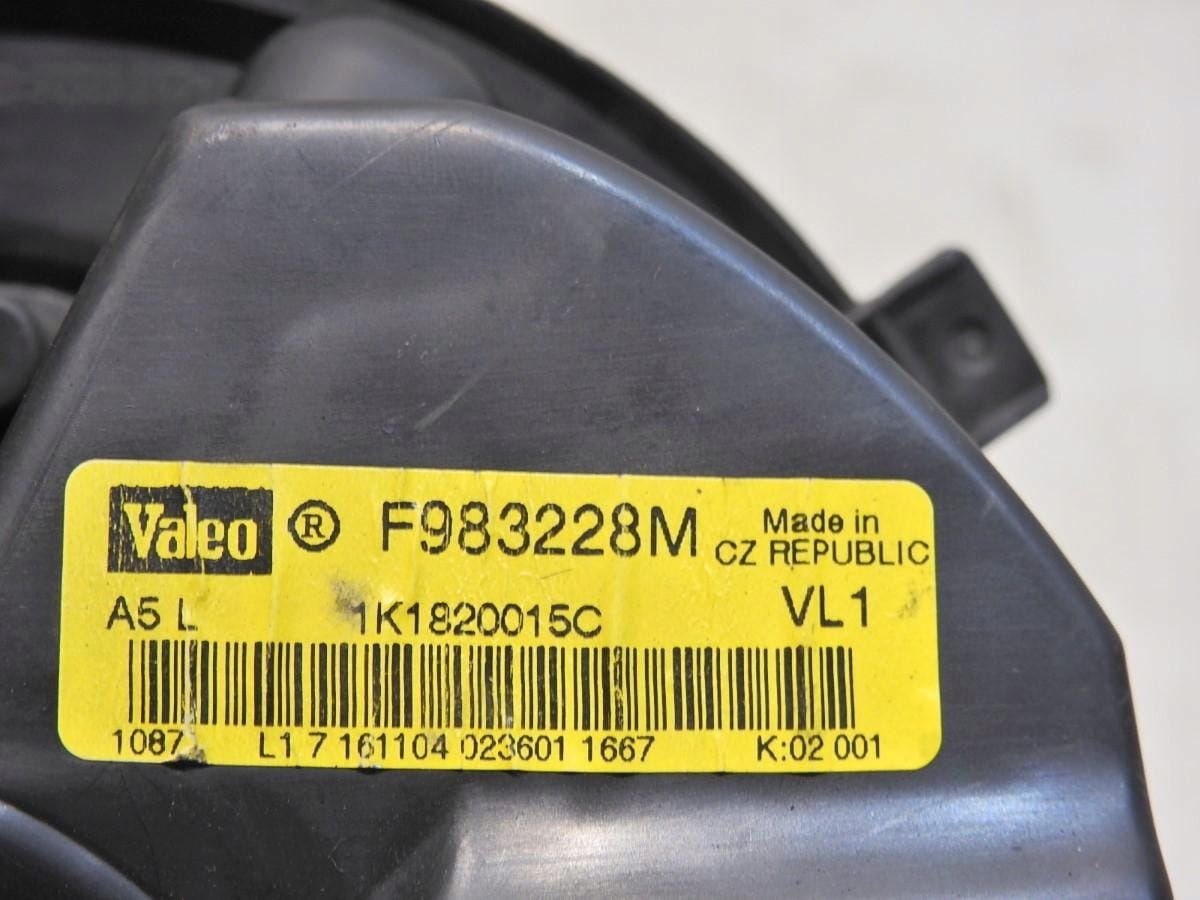 Valeo ® F983228M Made in
CZ REPUBLIC
A5 L 1K1820015C VL1
1087 L1 7 161104 023601 1667 K:02 001